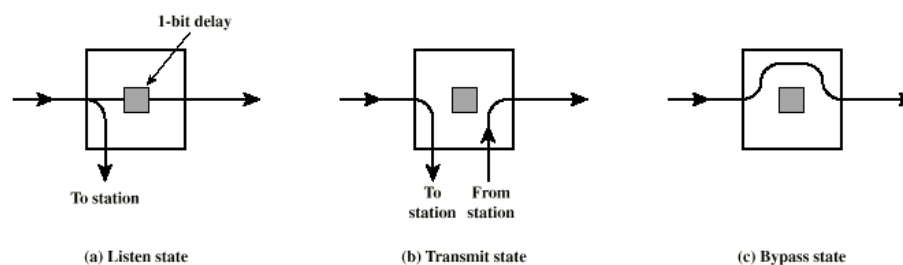 1-bit delay
To station
To
station
From
station
(a) Listen state
(b) Transmit state
(c) Bypass state